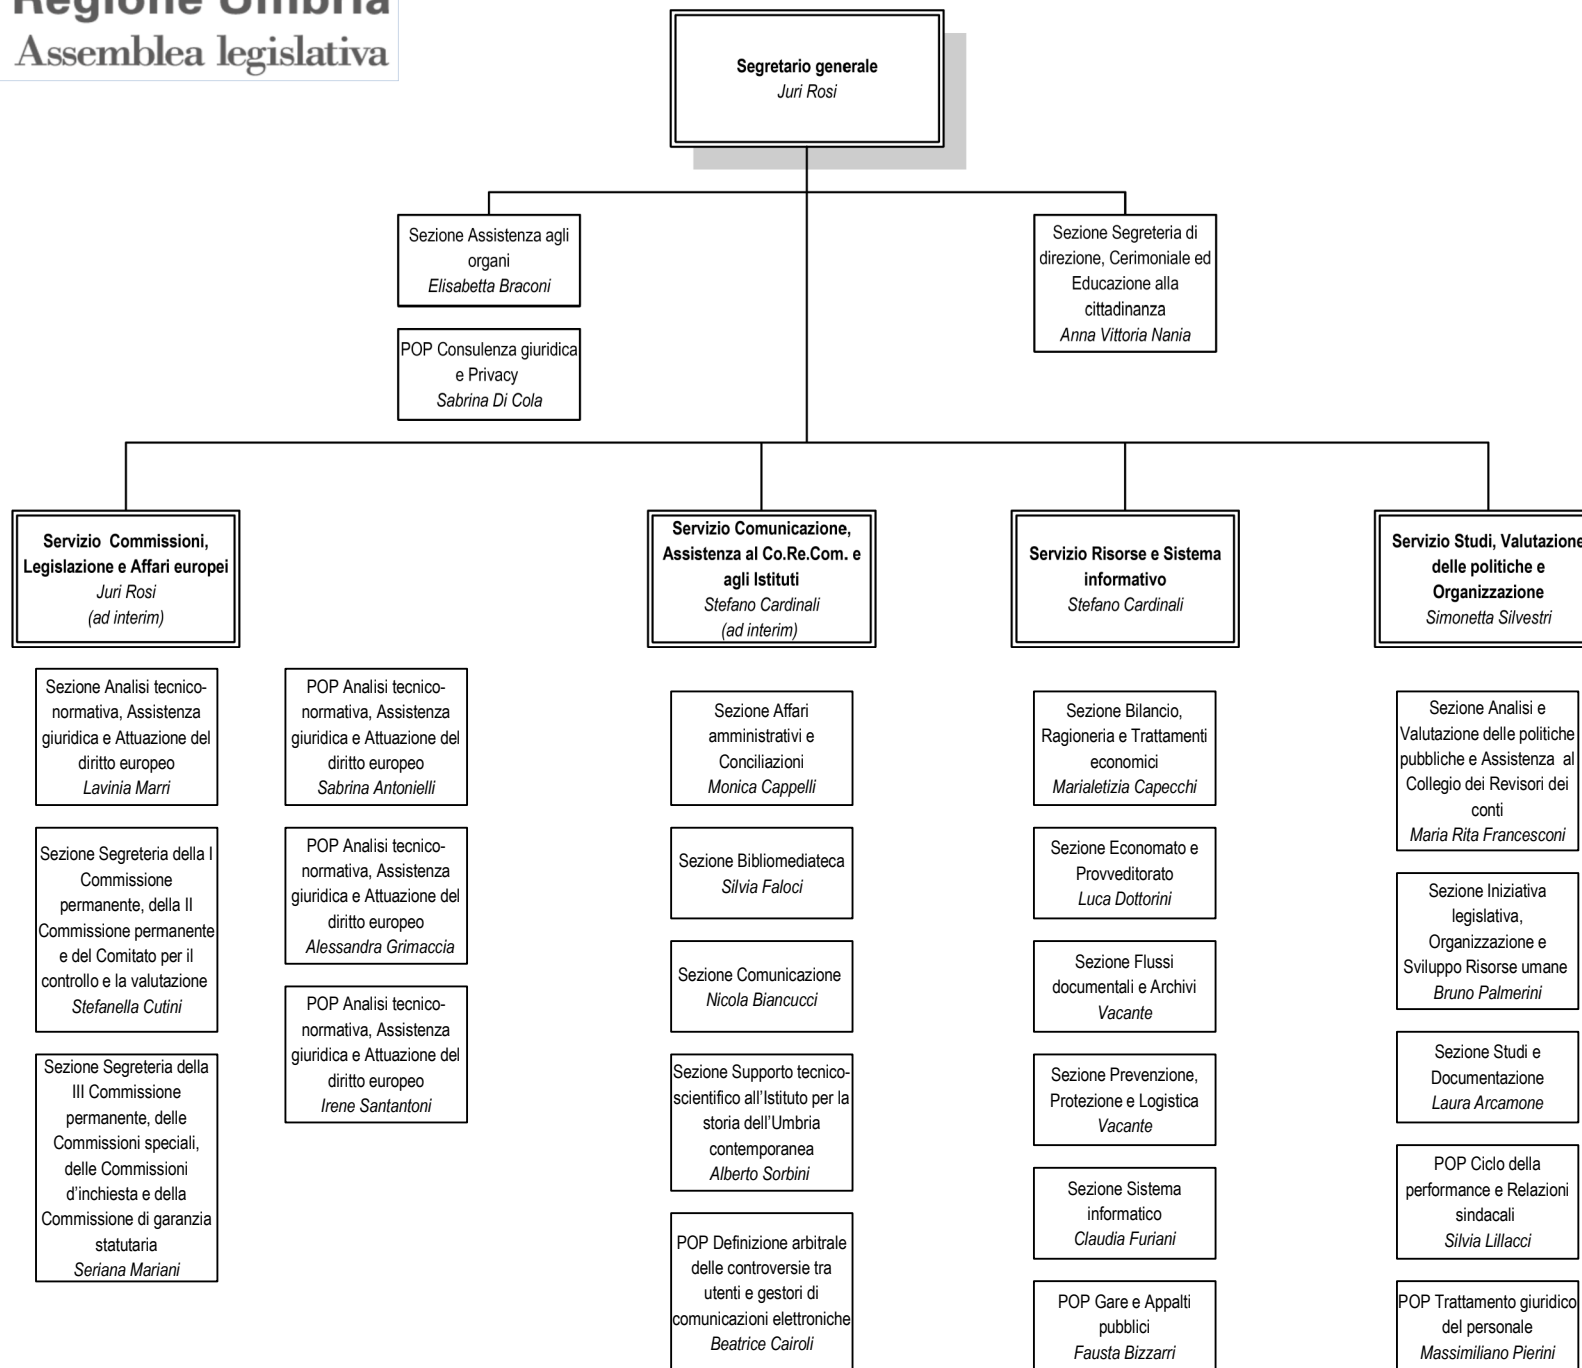 Regione Umbria
Assemblea legislativa
Segretario generale
Juri Rosi
Sezione Assistenza agli
organi
Elisabetta Braconi
POP Consulenza giuridica
e Privacy
Sabrina Di Cola
Sezione Segreteria di
direzione, Cerimoniale ed
Educazione alla
cittadinanza
Anna Vittoria Nania
Servizio Commissioni,
Legislazione e Affari europei
Juri Rosi
(ad interim)
Sezione Analisi tecnico-
normativa, Assistenza
giuridica e Attuazione del
diritto europeo
Lavinia Marri
Sezione Segreteria della I
Commissione
permanente, della II
Commissione permanente
e del Comitato per il
controllo e la valutazione
Stefanella Cutini
Sezione Segreteria della
III Commissione
permanente, delle
Commissioni speciali,
delle Commissioni
d'inchiesta e della
Commissione di garanzia
statutaria
Seriana Mariani
POP Analisi tecnico-
normativa, Assistenza
giuridica e Attuazione del
diritto europeo
Sabrina Antonielli
POP Analisi tecnico-
normativa, Assistenza
giuridica e Attuazione del
diritto europeo
Alessandra Grimaccia
POP Analisi tecnico-
normativa, Assistenza
giuridica e Attuazione del
diritto europeo
Irene Santantoni
Servizio Comunicazione,
Assistenza al Co.Re.Com. e
agli Istituti
Stefano Cardinali
(ad interim)
Sezione Affari
amministrativi e
Conciliazioni
Monica Cappelli
Sezione Bibliomediateca
Silvia Faloci
Sezione Comunicazione
Nicola Biancucci
Sezione Supporto tecnico-
scientifico all'Istituto per la
storia dell'Umbria
contemporanea
Alberto Sorbini
POP Definizione arbitrale
delle controversie tra
utenti e gestori di
comunicazioni elettroniche
Beatrice Cairoli
Servizio Risorse e Sistema
informativo
Stefano Cardinali
Sezione Bilancio,
Ragioneria e Trattamenti
economici
Marialetizia Capecchi
Sezione Economato e
Provveditorato
Luca Dottorini
Sezione Flussi
documentali e Archivi
Vacante
Sezione Prevenzione,
Protezione e Logistica
Vacante
Sezione Sistema
informatico
Claudia Furiani
POP Gare e Appalti
pubblici
Fausta Bizzarri
Servizio Studi, Valutazione
delle politiche e
Organizzazione
Simonetta Silvestri
Sezione Analisi e
Valutazione delle politiche
pubbliche e Assistenza al
Collegio dei Revisori dei
conti
Maria Rita Francesconi
Sezione Iniziativa
legislativa,
Organizzazione e
Sviluppo Risorse umane
Bruno Palmerini
Sezione Studi e
Documentazione
Laura Arcamone
POP Ciclo della
performance e Relazioni
sindacali
Silvia Lillacci
POP Trattamento giuridico
del personale
Massimiliano Pierini